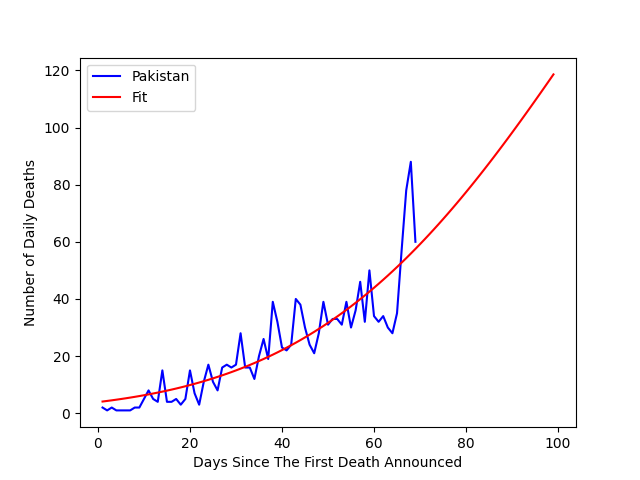 Pakistan
Fit
120
100
80
60
40
20
0
Number of Daily Deaths
0 20 40 60 80 100
Days Since The First Death Announced